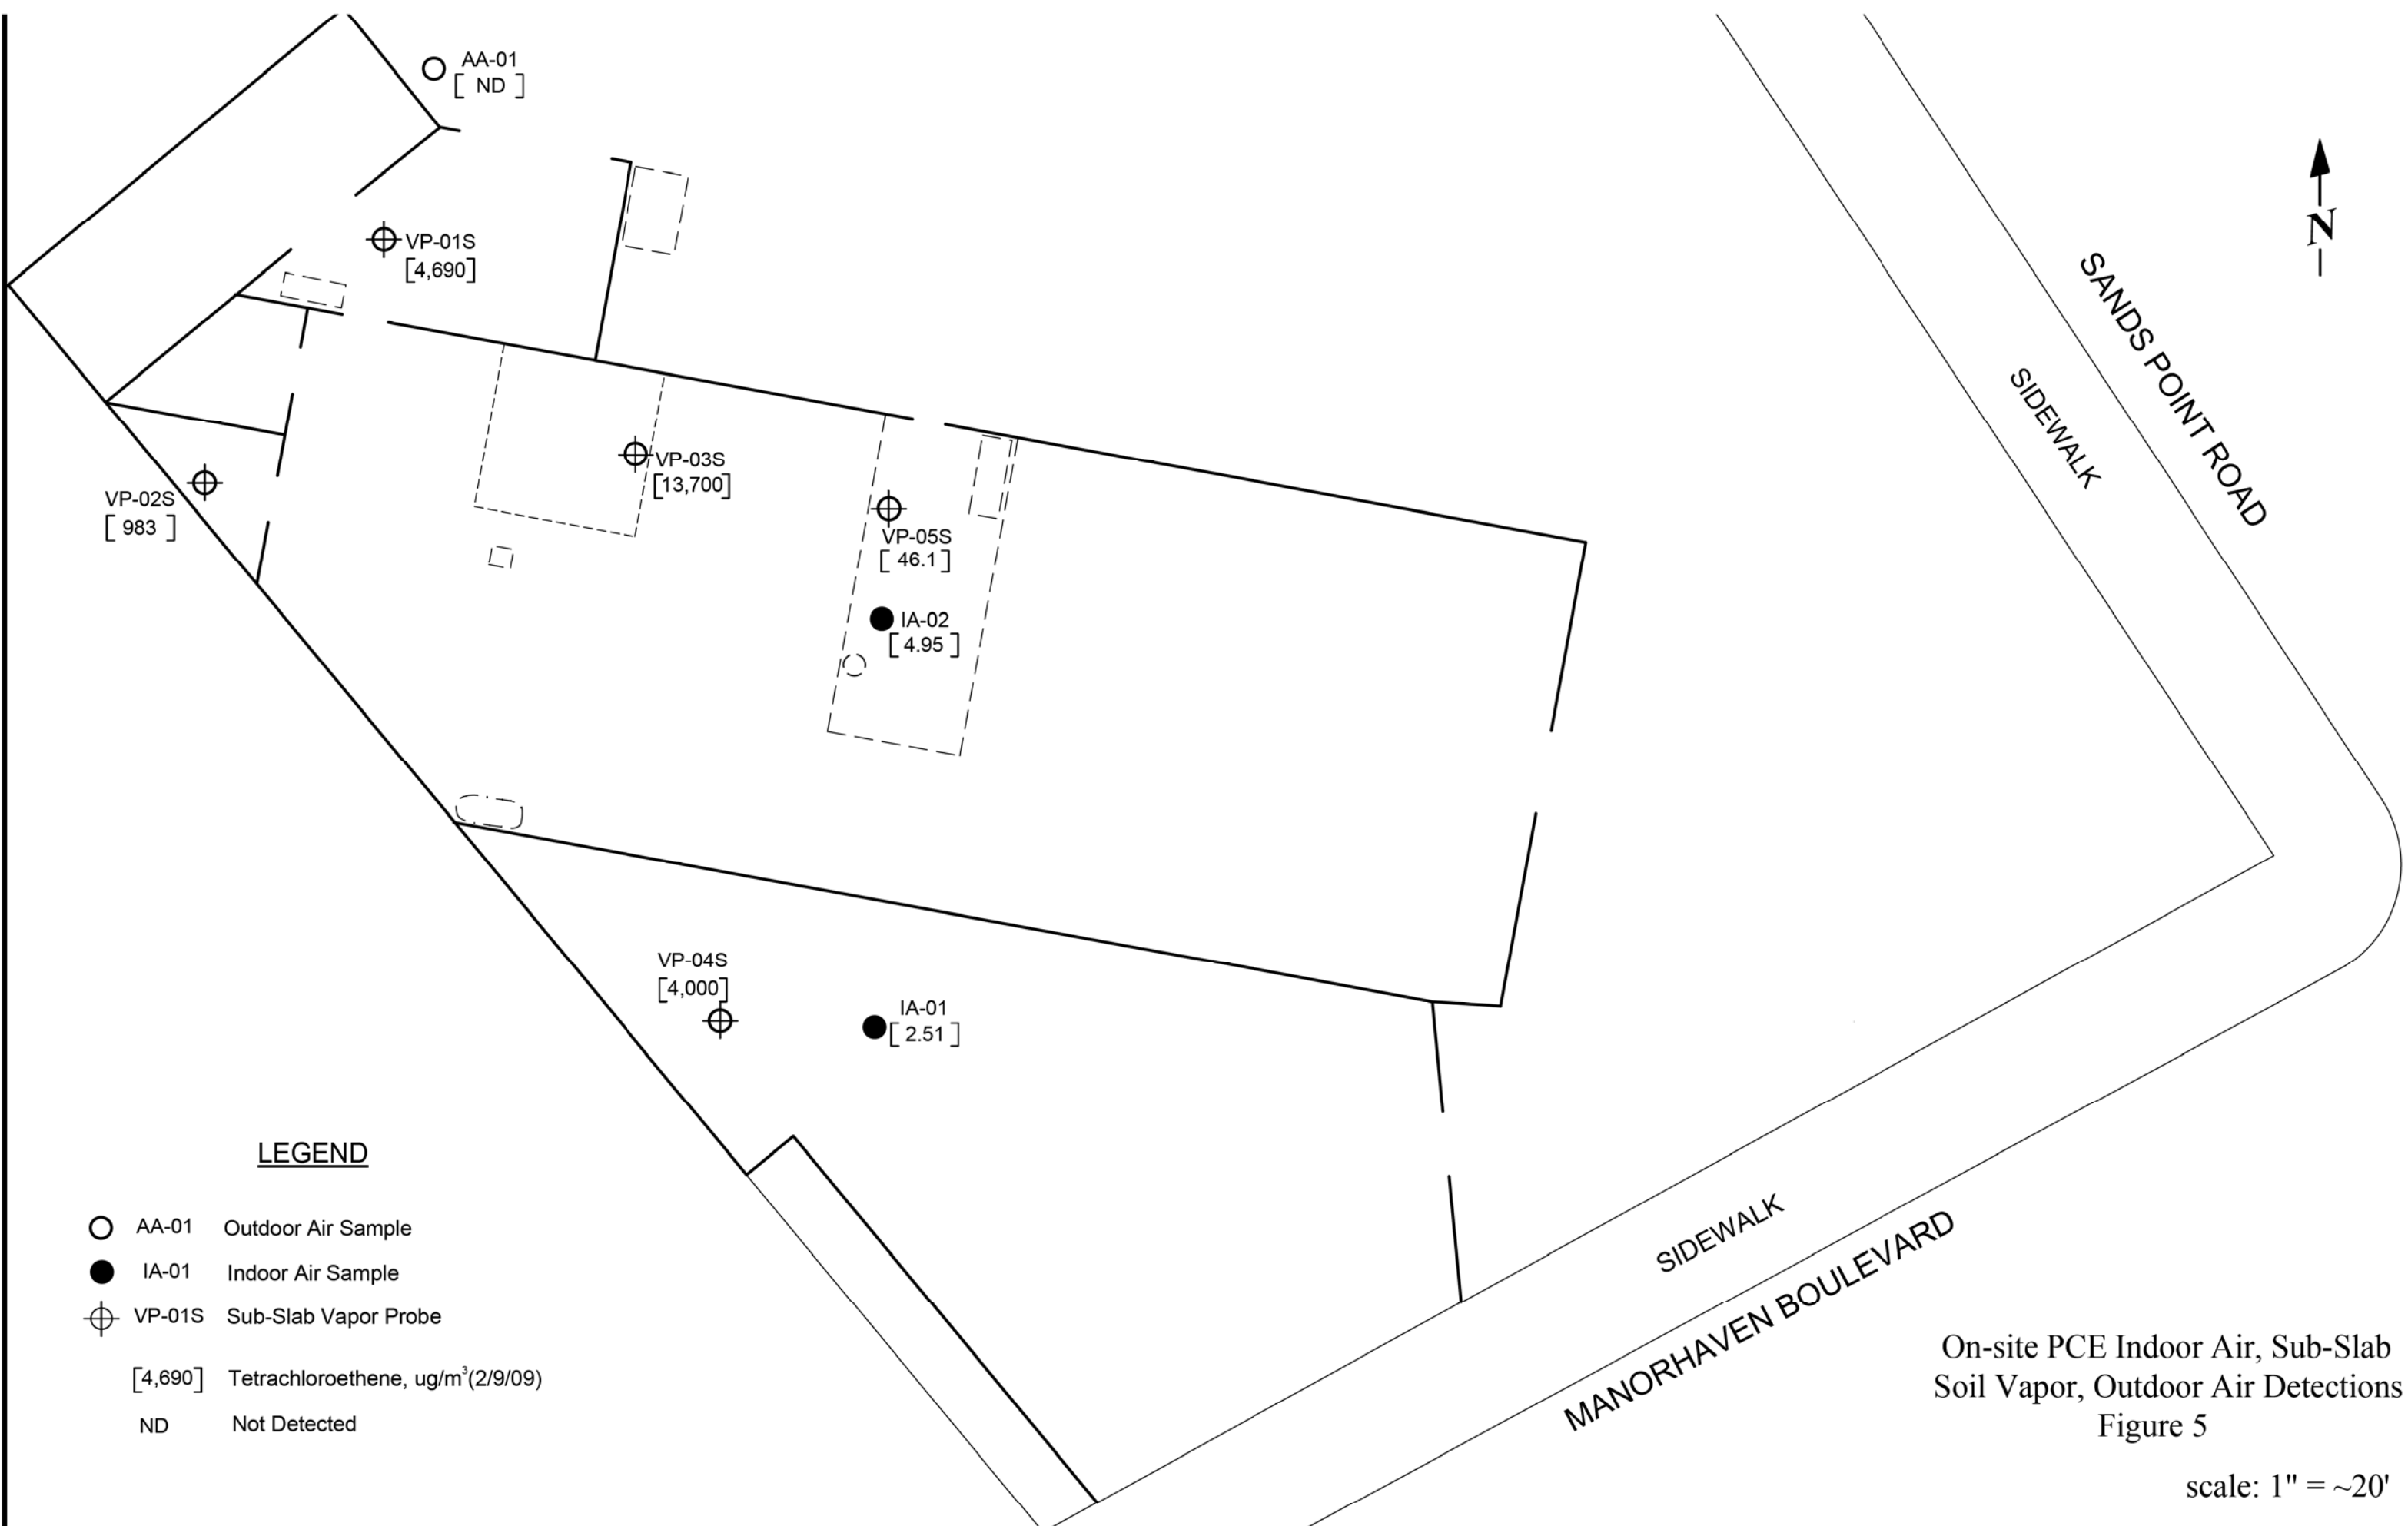 AA-01
[ ND ]
N
VP-01S
[4,690]
SANDS POINT ROAD
SIDEWALK
VP-03S
[13,700]
VP-02S
[ 983 ]
VP-05S
[ 46.1 ]
IA-02
[ 4.95 ]
VP-04S
[4,000]
IA-01
[ 2.51 ]
SIDEWALK
MANORHAVEN BOULEVARD
LEGEND
AA-01 Outdoor Air Sample
IA-01 Indoor Air Sample
VP-01S Sub-Slab Vapor Probe
[4,690] Tetrachloroethene, ug/m³(2/9/09)
ND Not Detected
On-site PCE Indoor Air, Sub-Slab
Soil Vapor, Outdoor Air Detections
Figure 5
scale: 1" = ~20'